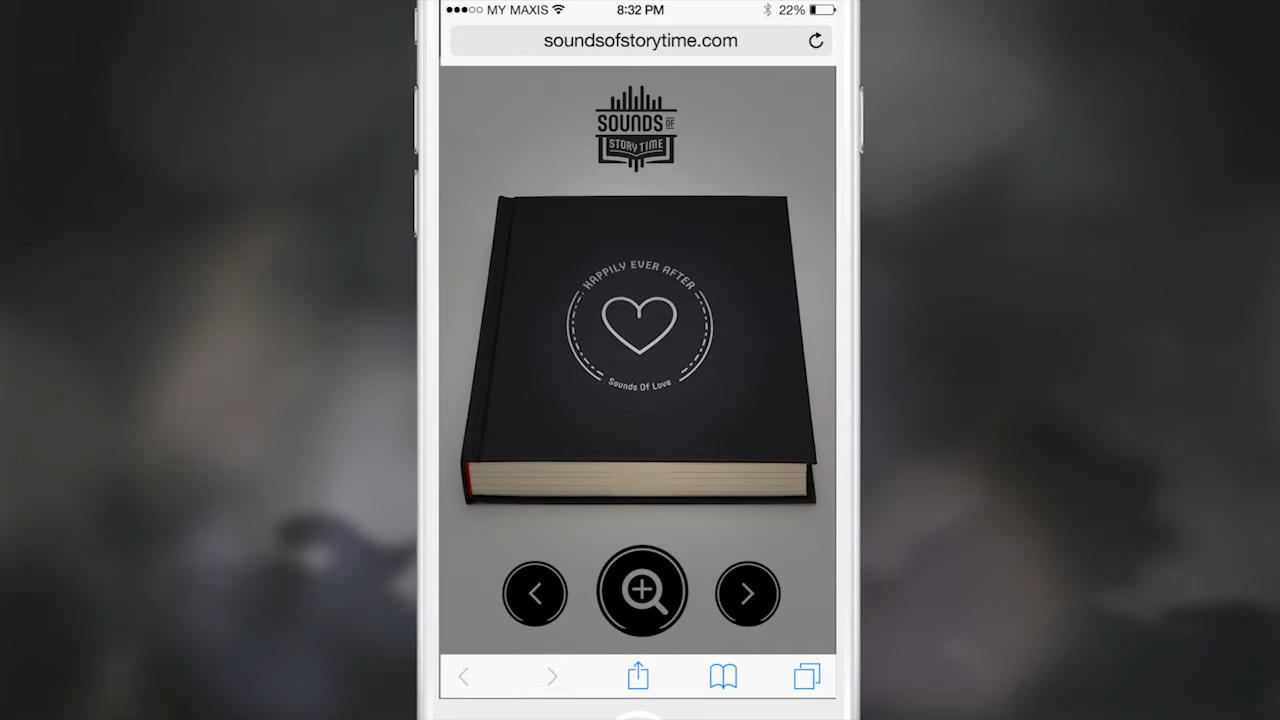 MY MAXIS 8:32 PM 22%
soundsofstorytime.com
SOUNDS OF
STORY TIME
HAPPILY EVER AFTER
Sounds Of Love